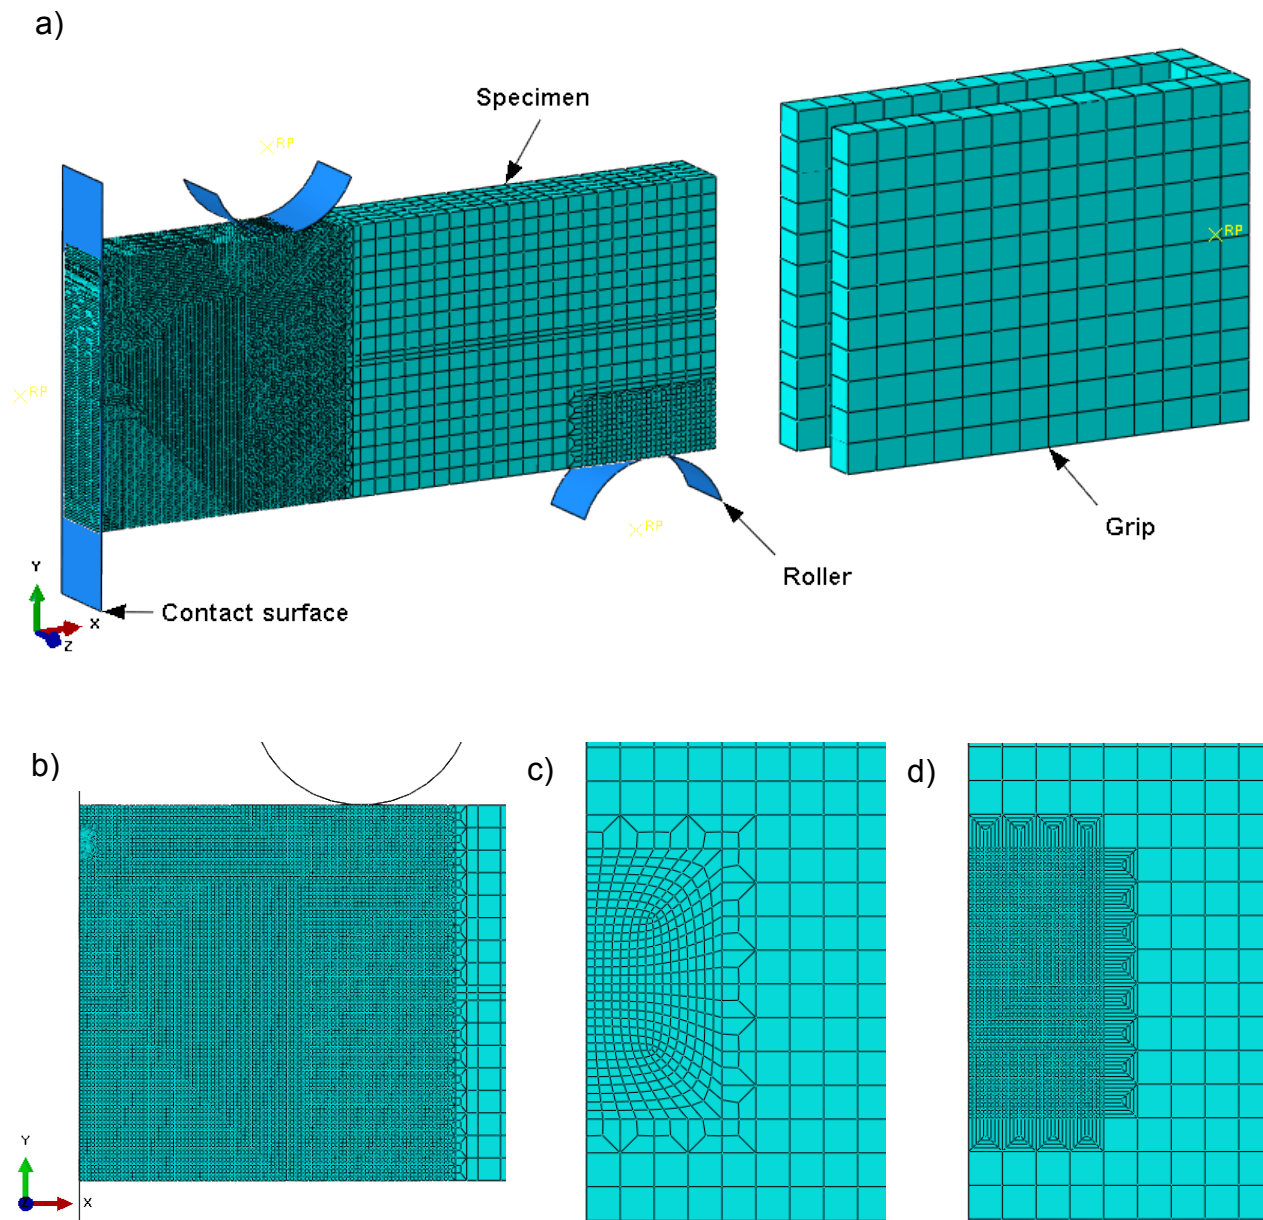 a)
Specimen
RP
RP
RP
RP
Grip
Roller
Contact surface
Y
X
Z
b)
c)
d)
Y
X
Z